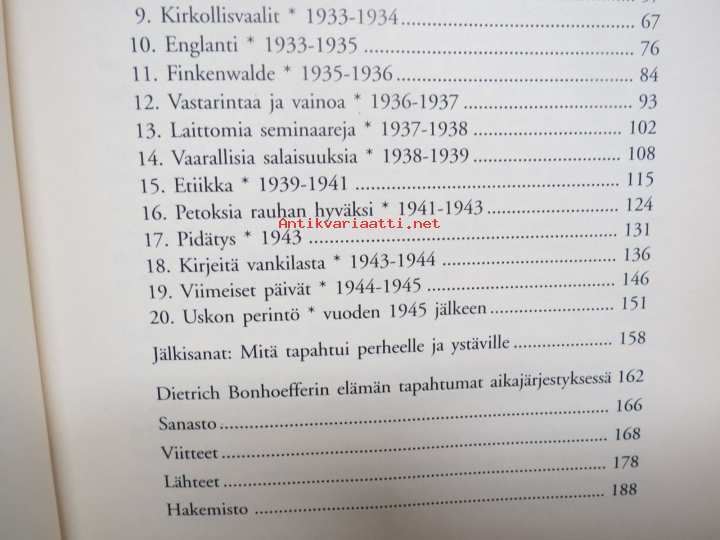 9. Kirkollisvaalit * 1933-1934 67
10. Englanti * 1933-1935 76
11. Finkenwalde * 1935-1936 84
12. Vastarintaa ja vainoa * 1936-1937 93
13. Laittomia seminaareja * 1937-1938 102
14. Vaarallisia salaisuuksia * 1938-1939 108
15. Etiikka * 1939-1941 115
16. Petoksia rauhan hyväksi * 1941-1943 124
Antikvariaatti.net
17. Pidätys * 1943 131
18. Kirjeitä vankilasta * 1943-1944 136
19. Viimeiset päivät * 1944-1945 146
20. Uskon perintö * vuoden 1945 jälkeen 151
Jälkisanat: Mitä tapahtui perheelle ja ystäville 158
Dietrich Bonhoefferin elämän tapahtumat aikajärjestyksessä 162
Sanasto 166
Viitteet 168
Lähteet 178
Hakemisto 188